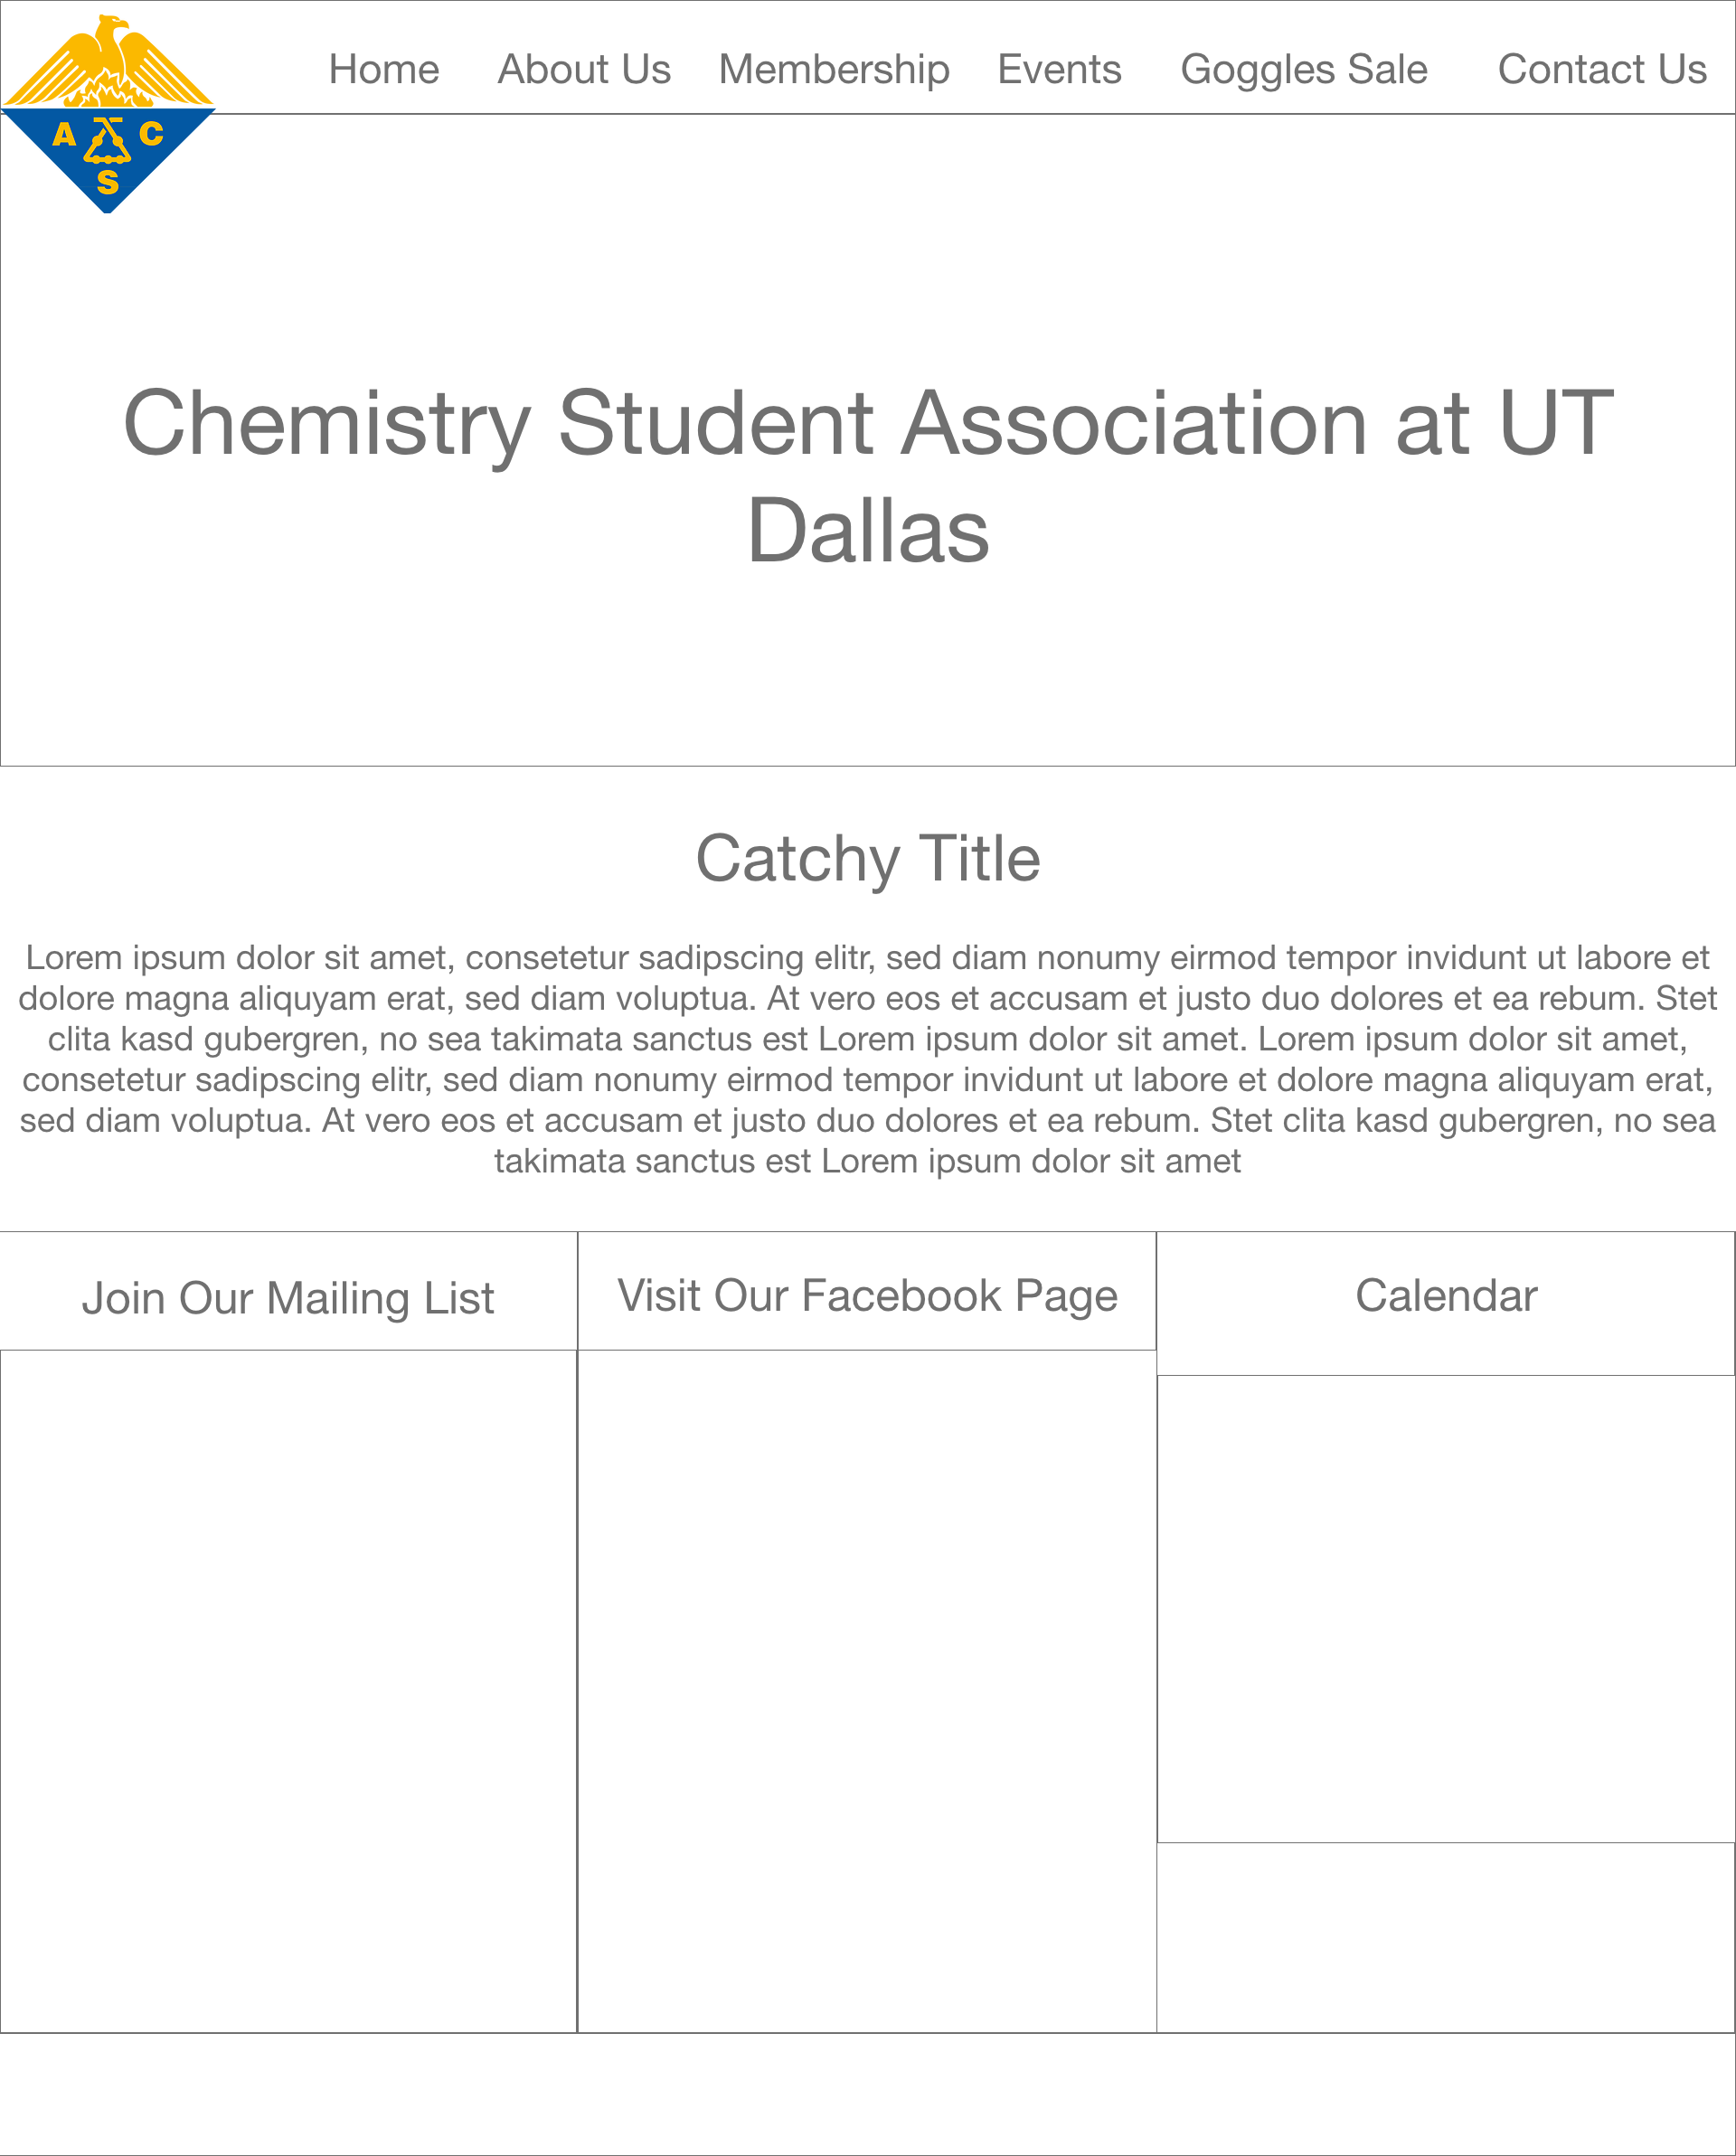 Home About Us Membership Events Goggles Sale Contact Us
A C
S
Chemistry Student Association at UT
Dallas
Catchy Title
Lorem ipsum dolor sit amet, consetetur sadipscing elitr, sed diam nonumy eirmod tempor invidunt ut labore et
dolore magna aliquyam erat, sed diam voluptua. At vero eos et accusam et justo duo dolores et ea rebum. Stet
clita kasd gubergren, no sea takimata sanctus est Lorem ipsum dolor sit amet. Lorem ipsum dolor sit amet,
consetetur sadipscing elitr, sed diam nonumy eirmod tempor invidunt ut labore et dolore magna aliquyam erat,
sed diam voluptua. At vero eos et accusam et justo duo dolores et ea rebum. Stet clita kasd gubergren, no sea
takimata sanctus est Lorem ipsum dolor sit amet
Join Our Mailing List
Visit Our Facebook Page
Calendar